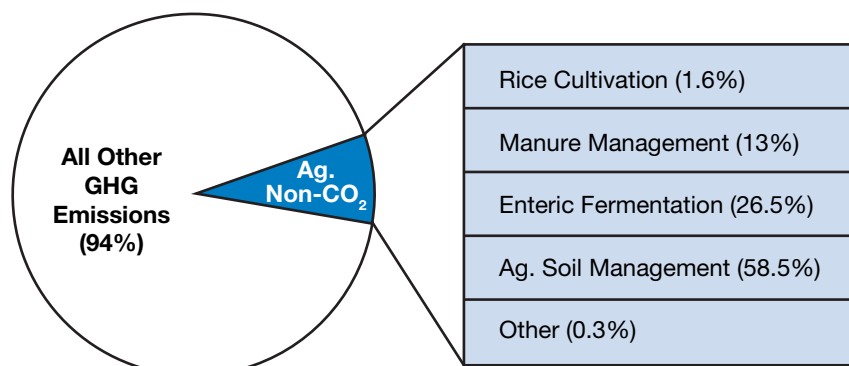 All Other
GHG
Emissions
(94%)
Ag.
Non-CO₂
Rice Cultivation (1.6%)
Manure Management (13%)
Enteric Fermentation (26.5%)
Ag. Soil Management (58.5%)
Other (0.3%)